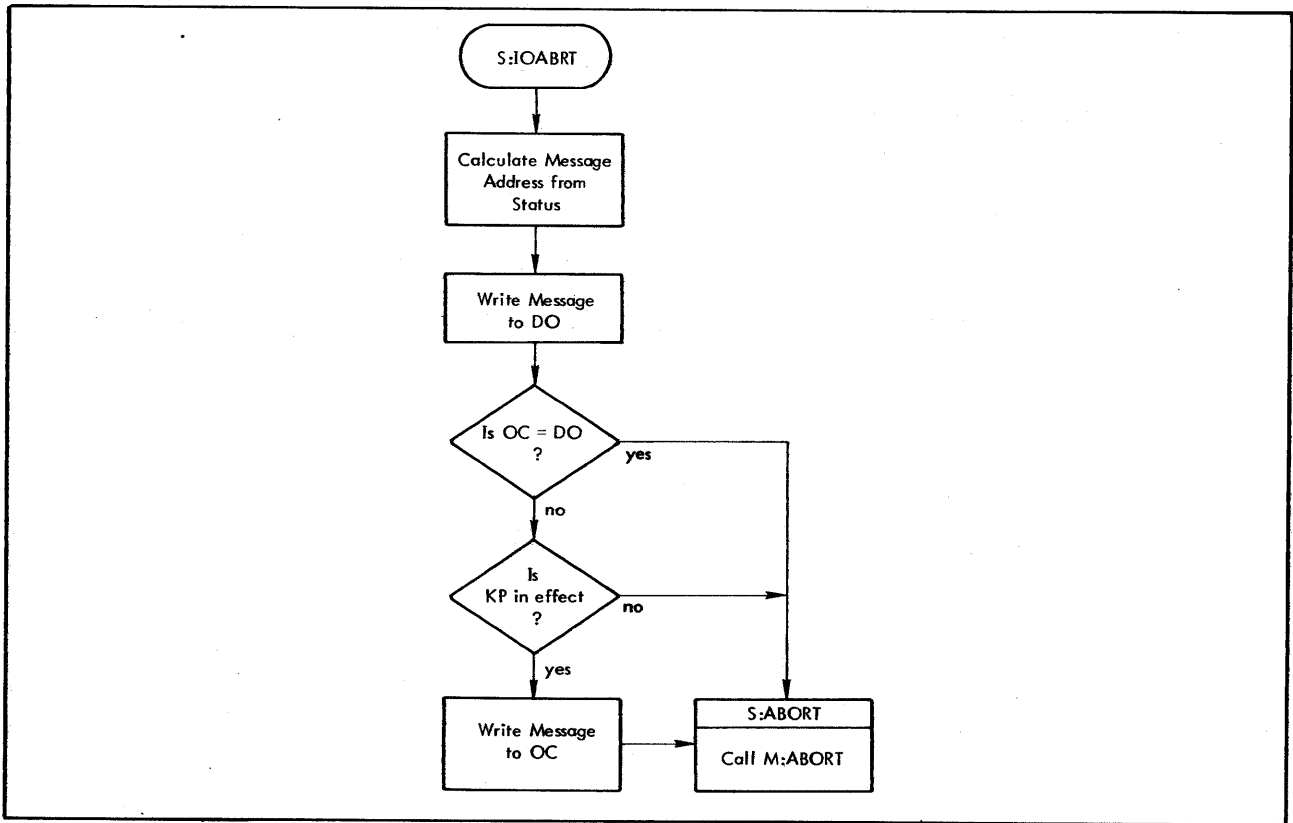 S:IOABRT
Calculate Message
Address from
Status
Write Message
to DO
Is OC = DO
?
yes
no
Is
KP in effect
?
no
yes
Write Message
to OC
S:ABORT
Call M:ABORT